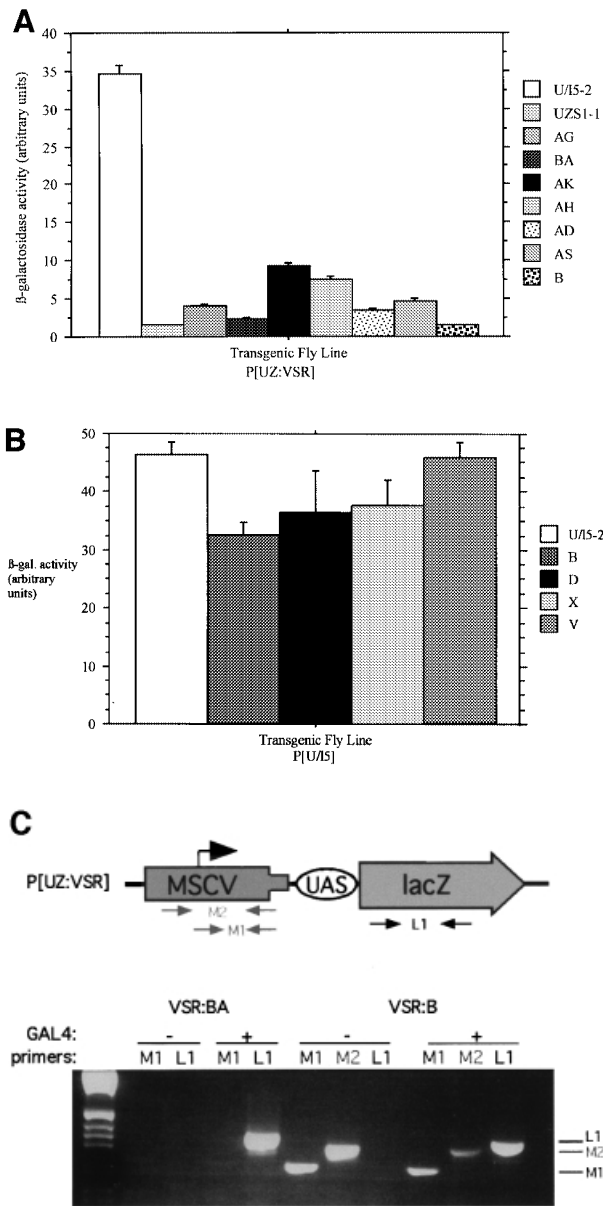 A
ß-galactosidase activity (arbitrary units)
40
35
30
25
20
15
10
5
0
Transgenic Fly Line
P[UZ:VSR]
U/I5-2
UZS1-1
AG
BA
AK
AH
AD
AS
B
B
ß-gal. activity
(arbitrary
units)
50
40
30
20
10
0
Transgenic Fly Line
P[U/I5]
U/I5-2
B
D
X
V
C
P[UZ:VSR]
MSCV
UAS
lacZ
M2
M1
L1
VSR:BA VSR:B
GAL4: - + - +
primers: M1 L1 M1 L1 M1 M2 L1 M1 M2 L1
L1
M2
M1